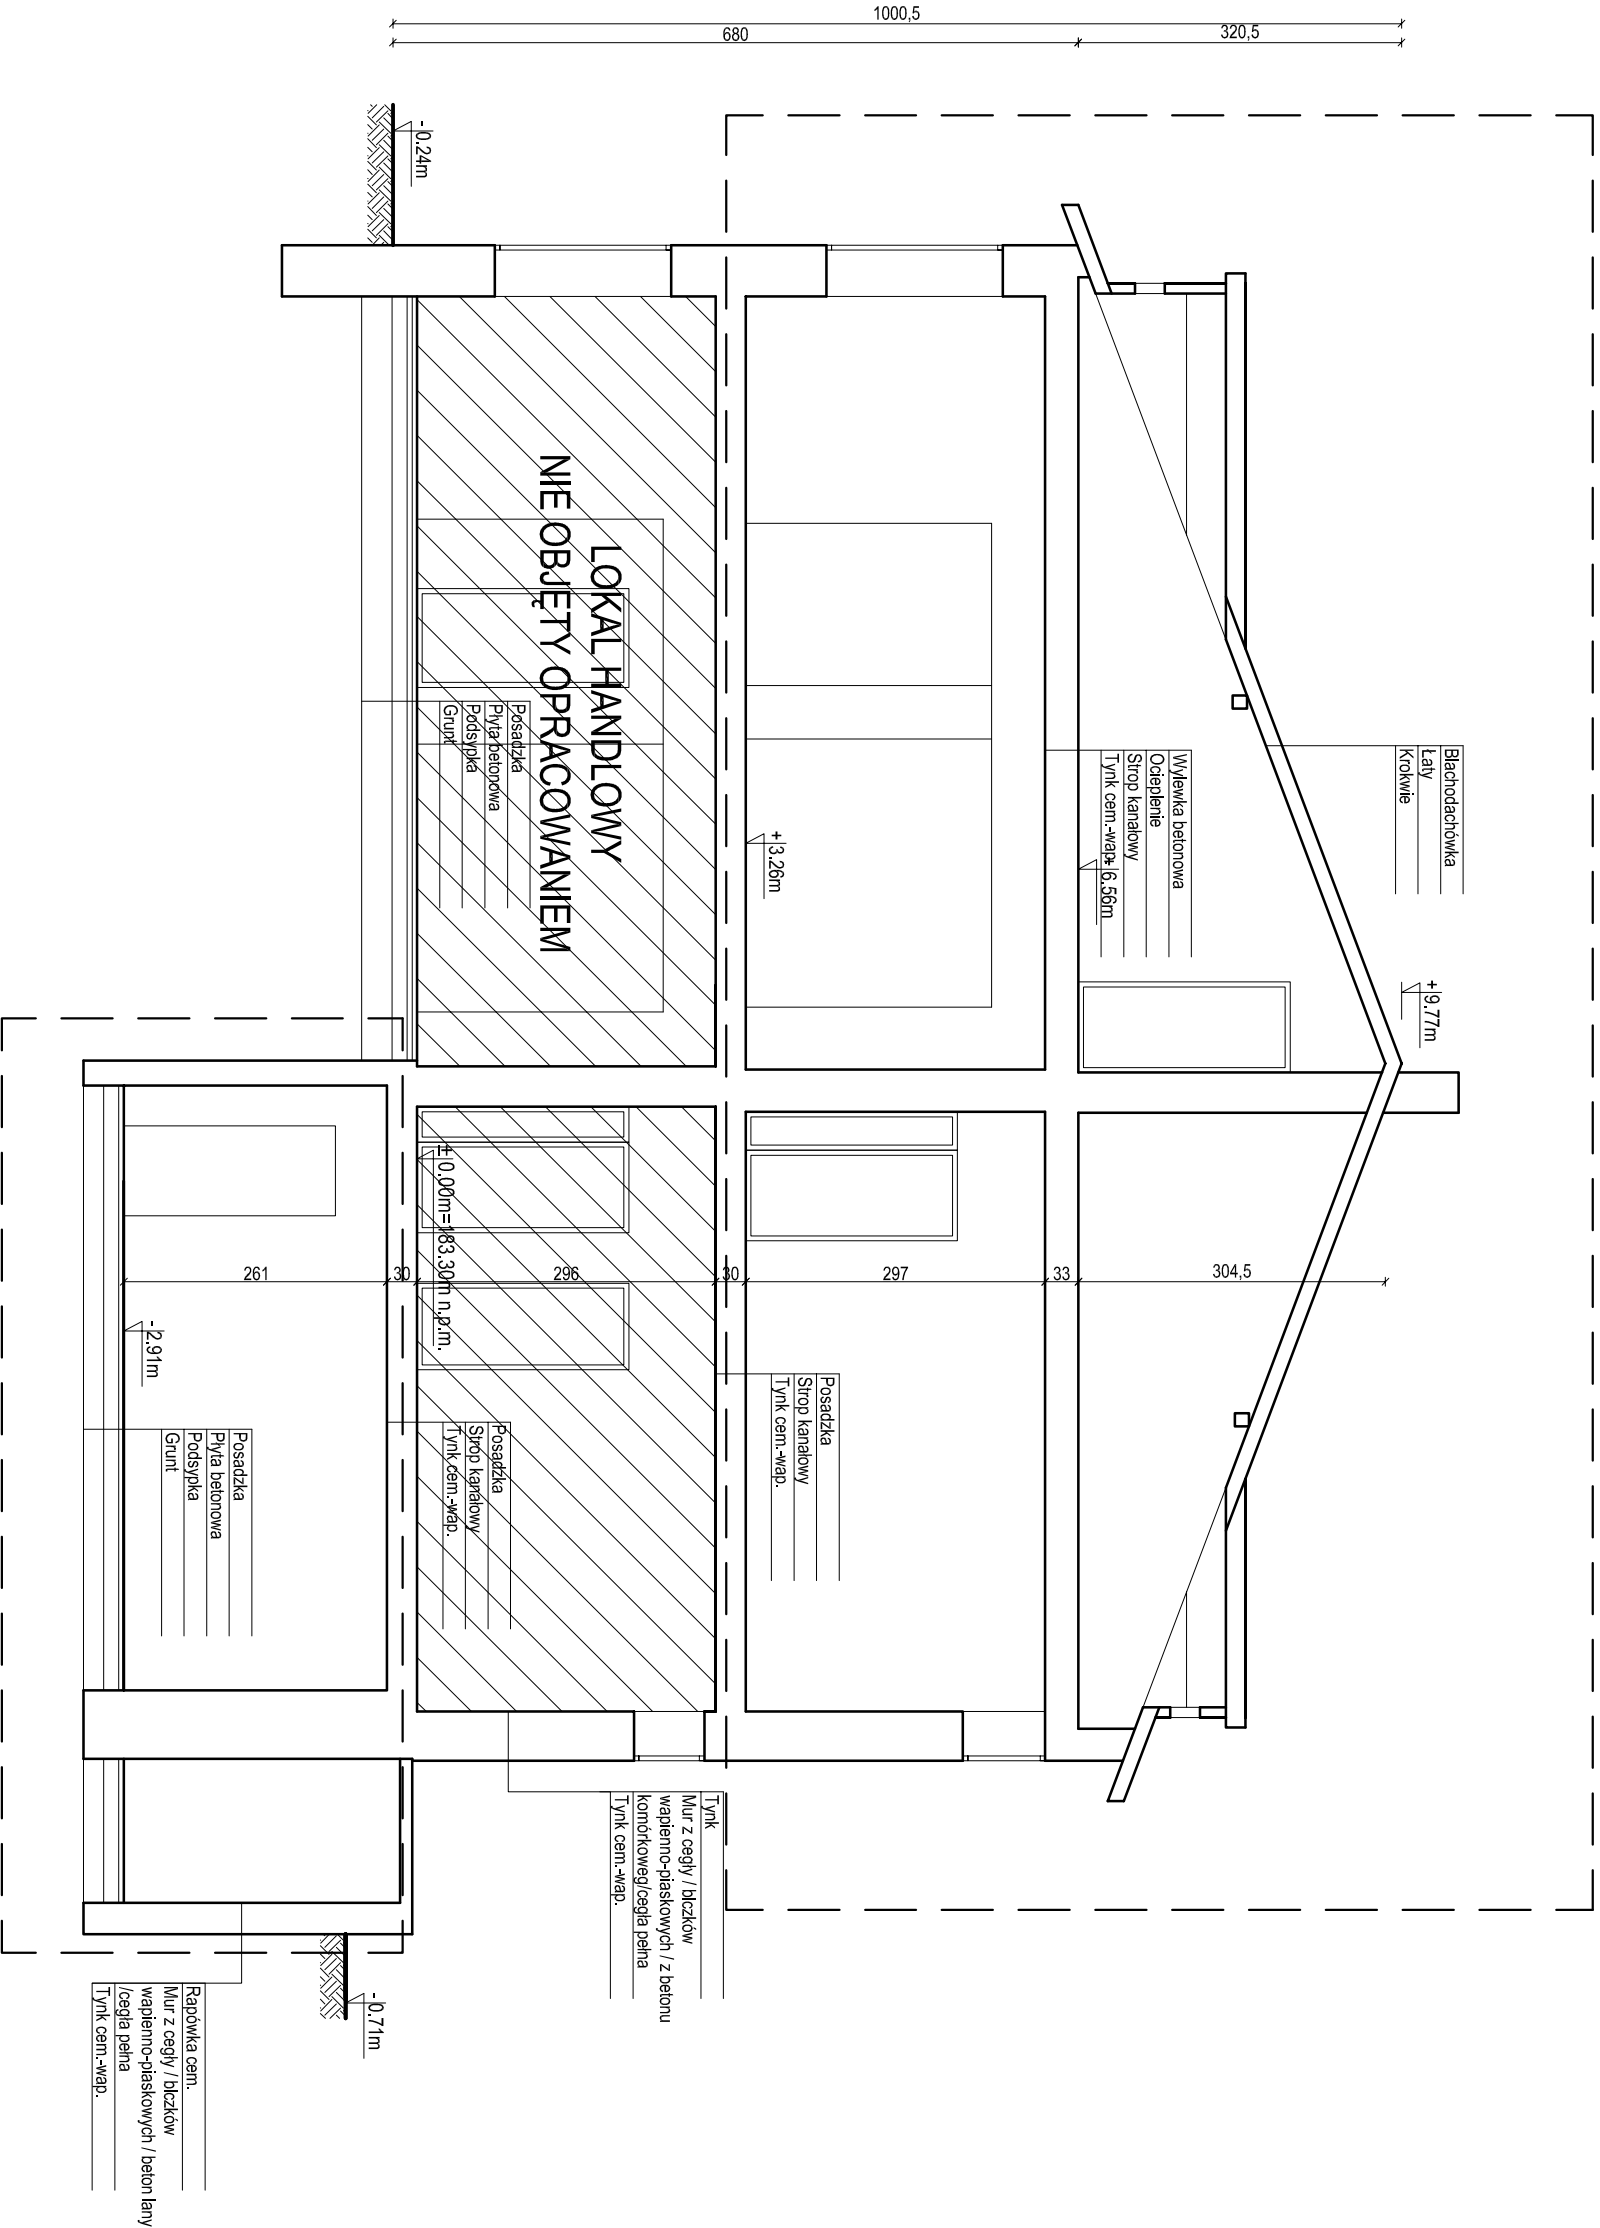 1000,5
680
320,5
- 0.24m
Blachodachówka
Łaty
Krokwie
+ 9.77m
Wylewka betonowa
Ocieplenie
Strop kanałowy
Tynk cem.-wap.
+ 6.56m
+ 3.26m
LOKAL HANDLOWY
NIE OBJĘTY OPRACOWANIEM
Posadzka
Płyta betonowa
Podsypka
Grunt
± 0.00m=183.30m n.p.m.
261
30
296
30
297
33
304,5
- 2.91m
Posadzka
Strop kanałowy
Tynk cem.-wap.
Posadzka
Strop kanałowy
Tynk cem.-wap.
Posadzka
Płyta betonowa
Podsypka
Grunt
Tynk
Mur z cegły / blczków
wapienno-piaskowych / z betonu
komórkoweg/cegła pełna
Tynk cem.-wap.
- 0.71m
Rapówka cem.
Mur z cegły / blczków
wapienno-piaskowych / beton lany
/cegła pełna
Tynk cem.-wap.